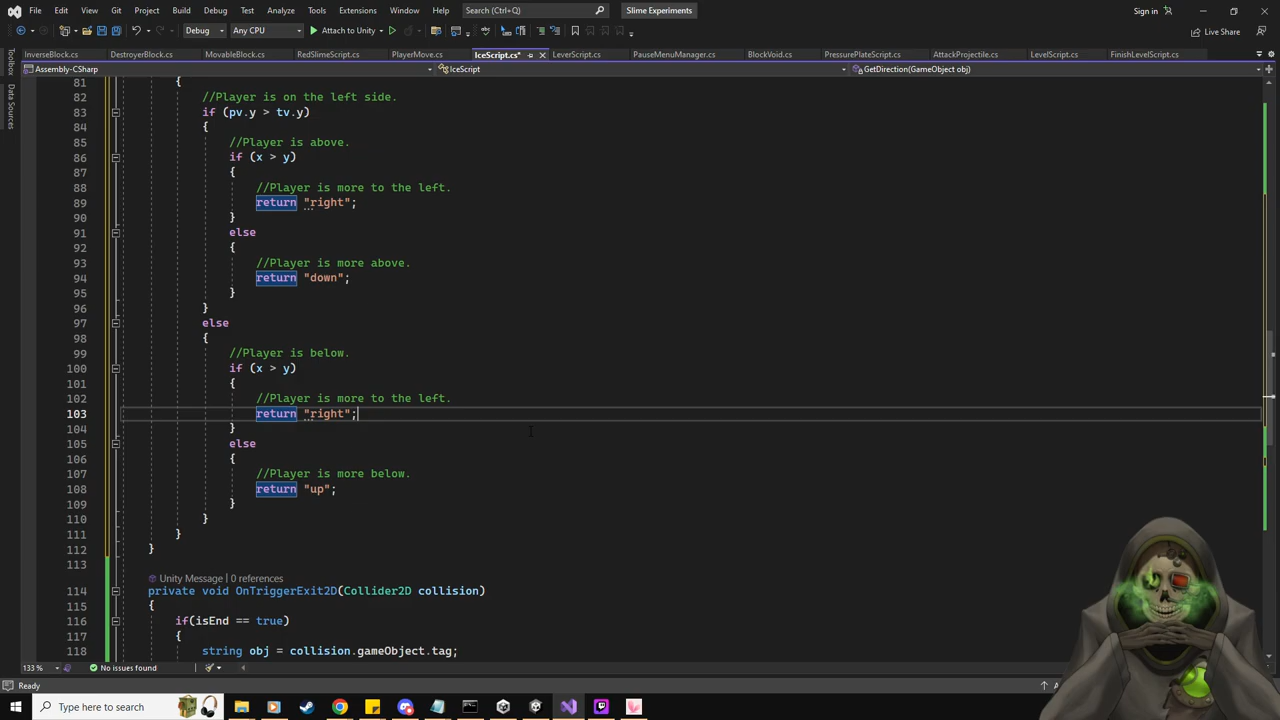 File Edit View Git Project Build Debug Test Analyze Tools Extensions Window Help Search (Ctrl+Q) Slime Experiments Sign in
Debug Any CPU Attach to Unity Live Share
InverseBlock.cs DestroyerBlock.cs MovableBlock.cs RedSlimeScript.cs PlayerMove.cs IceScript.cs* LeverScript.cs PauseMenuManager.cs BlockVoid.cs PressurePlateScript.cs AttackProjectile.cs LevelScript.cs FinishLevelScript.cs
Toolbox
Data Sources
Assembly-CSharp IceScript GetDirection(GameObject obj)
81 {
82 //Player is on the left side.
83 if (pv.y > tv.y)
84 {
85 //Player is above.
86 if (x > y)
87 {
88 //Player is more to the left.
89 return "right";
90 }
91 else
92 {
93 //Player is more above.
94 return "down";
95 }
96 }
97 else
98 {
99 //Player is below.
100 if (x > y)
101 {
102 //Player is more to the left.
103 return "right";
104 }
105 else
106 {
107 //Player is more below.
108 return "up";
109 }
110 }
111 }
112 }
113
Unity Message | 0 references
114 private void OnTriggerExit2D(Collider2D collision)
115 {
116 if(isEnd == true)
117 {
118 string obj = collision.gameObject.tag;
133 % No issues found
Ready
Type here to search